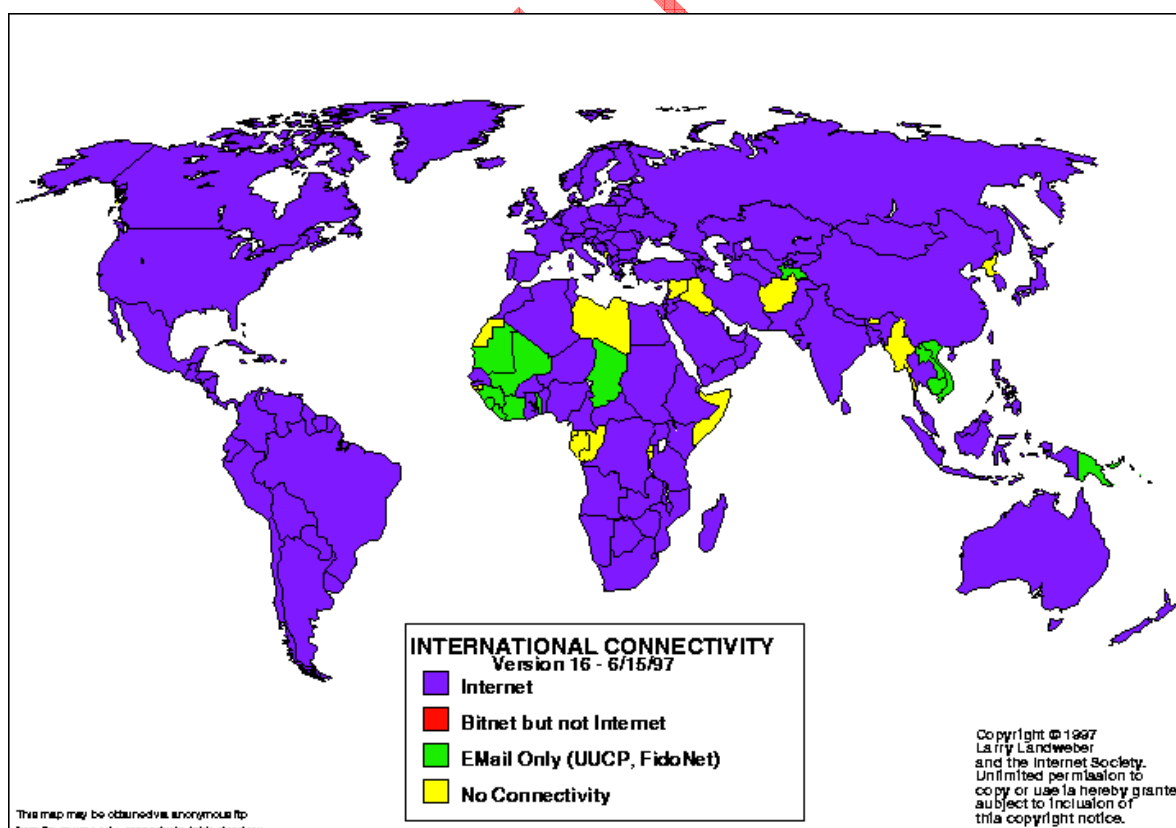 INTERNATIONAL CONNECTIVITY
Version 16 - 6/15/97
Internet
Bitnet but not Internet
EMail Only (UUCP, FidoNet)
No Connectivity
Copyright © 1997
Larry Landweber
and the Internet Society.
Unlimited permission to
copy or use is hereby grante
subject to inclusion of
this copyright notice.
This map may be obtained via anonymous ftp